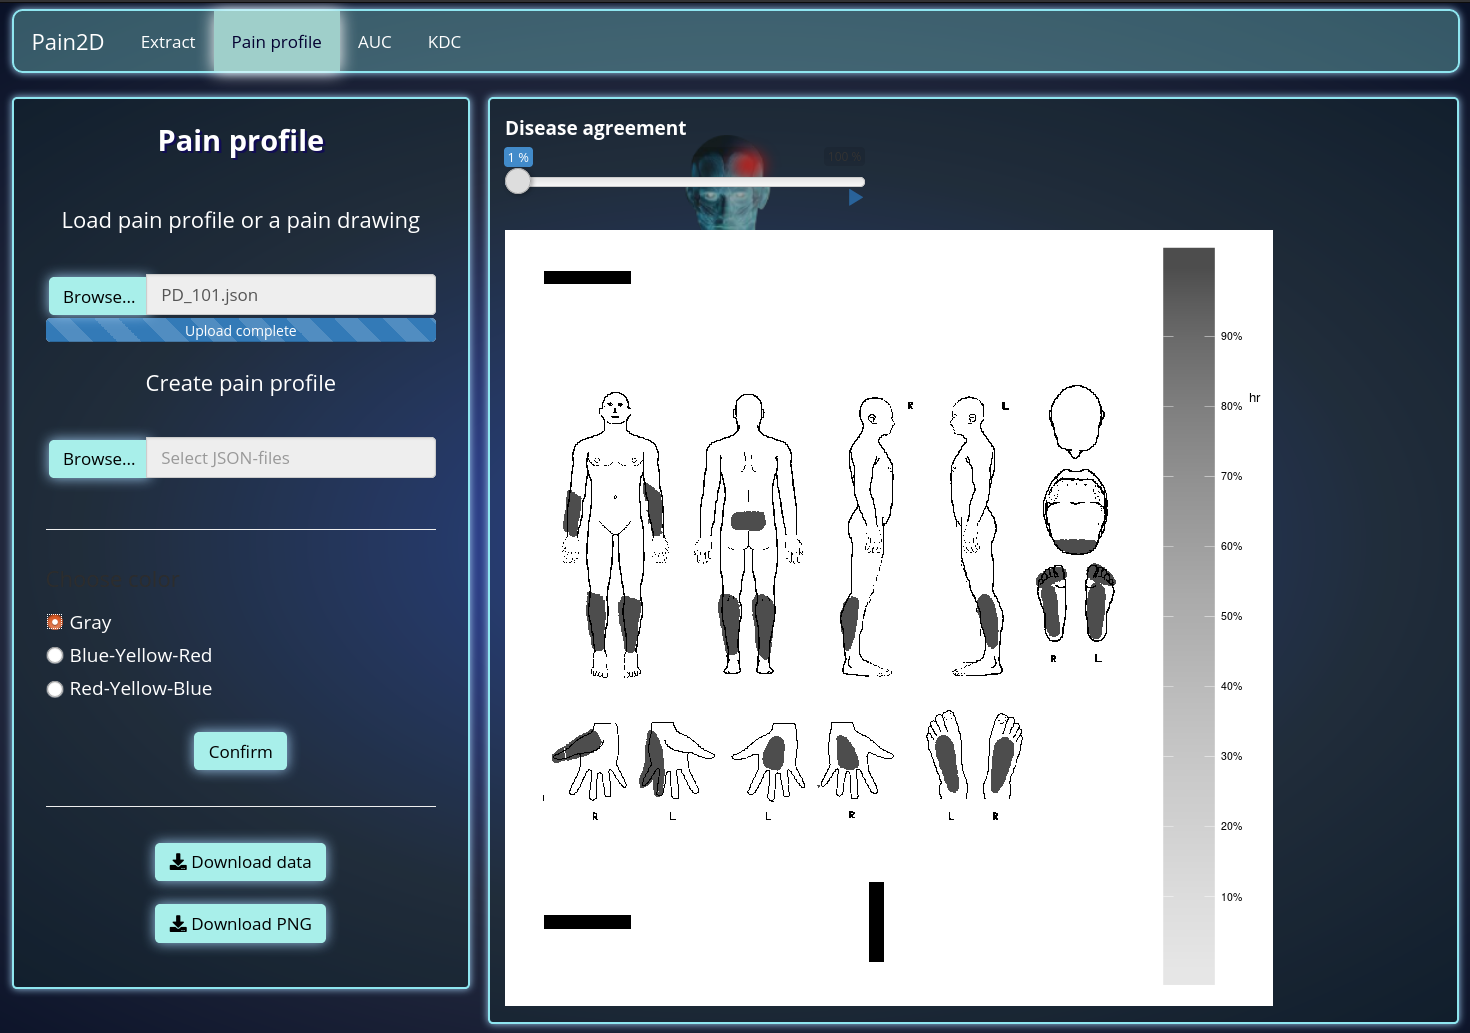 Pain2D Extract Pain profile AUC KDC
Pain profile
Load pain profile or a pain drawing
Browse... PD_101.json
Upload complete
Create pain profile
Browse... Select JSON-files
Gray
Blue-Yellow-Red
Red-Yellow-Blue
Confirm
Download data
Download PNG
Disease agreement
1 % 100 %
R L
R L
R L L R L R
90%
hr
80%
70%
60%
50%
40%
30%
20%
10%